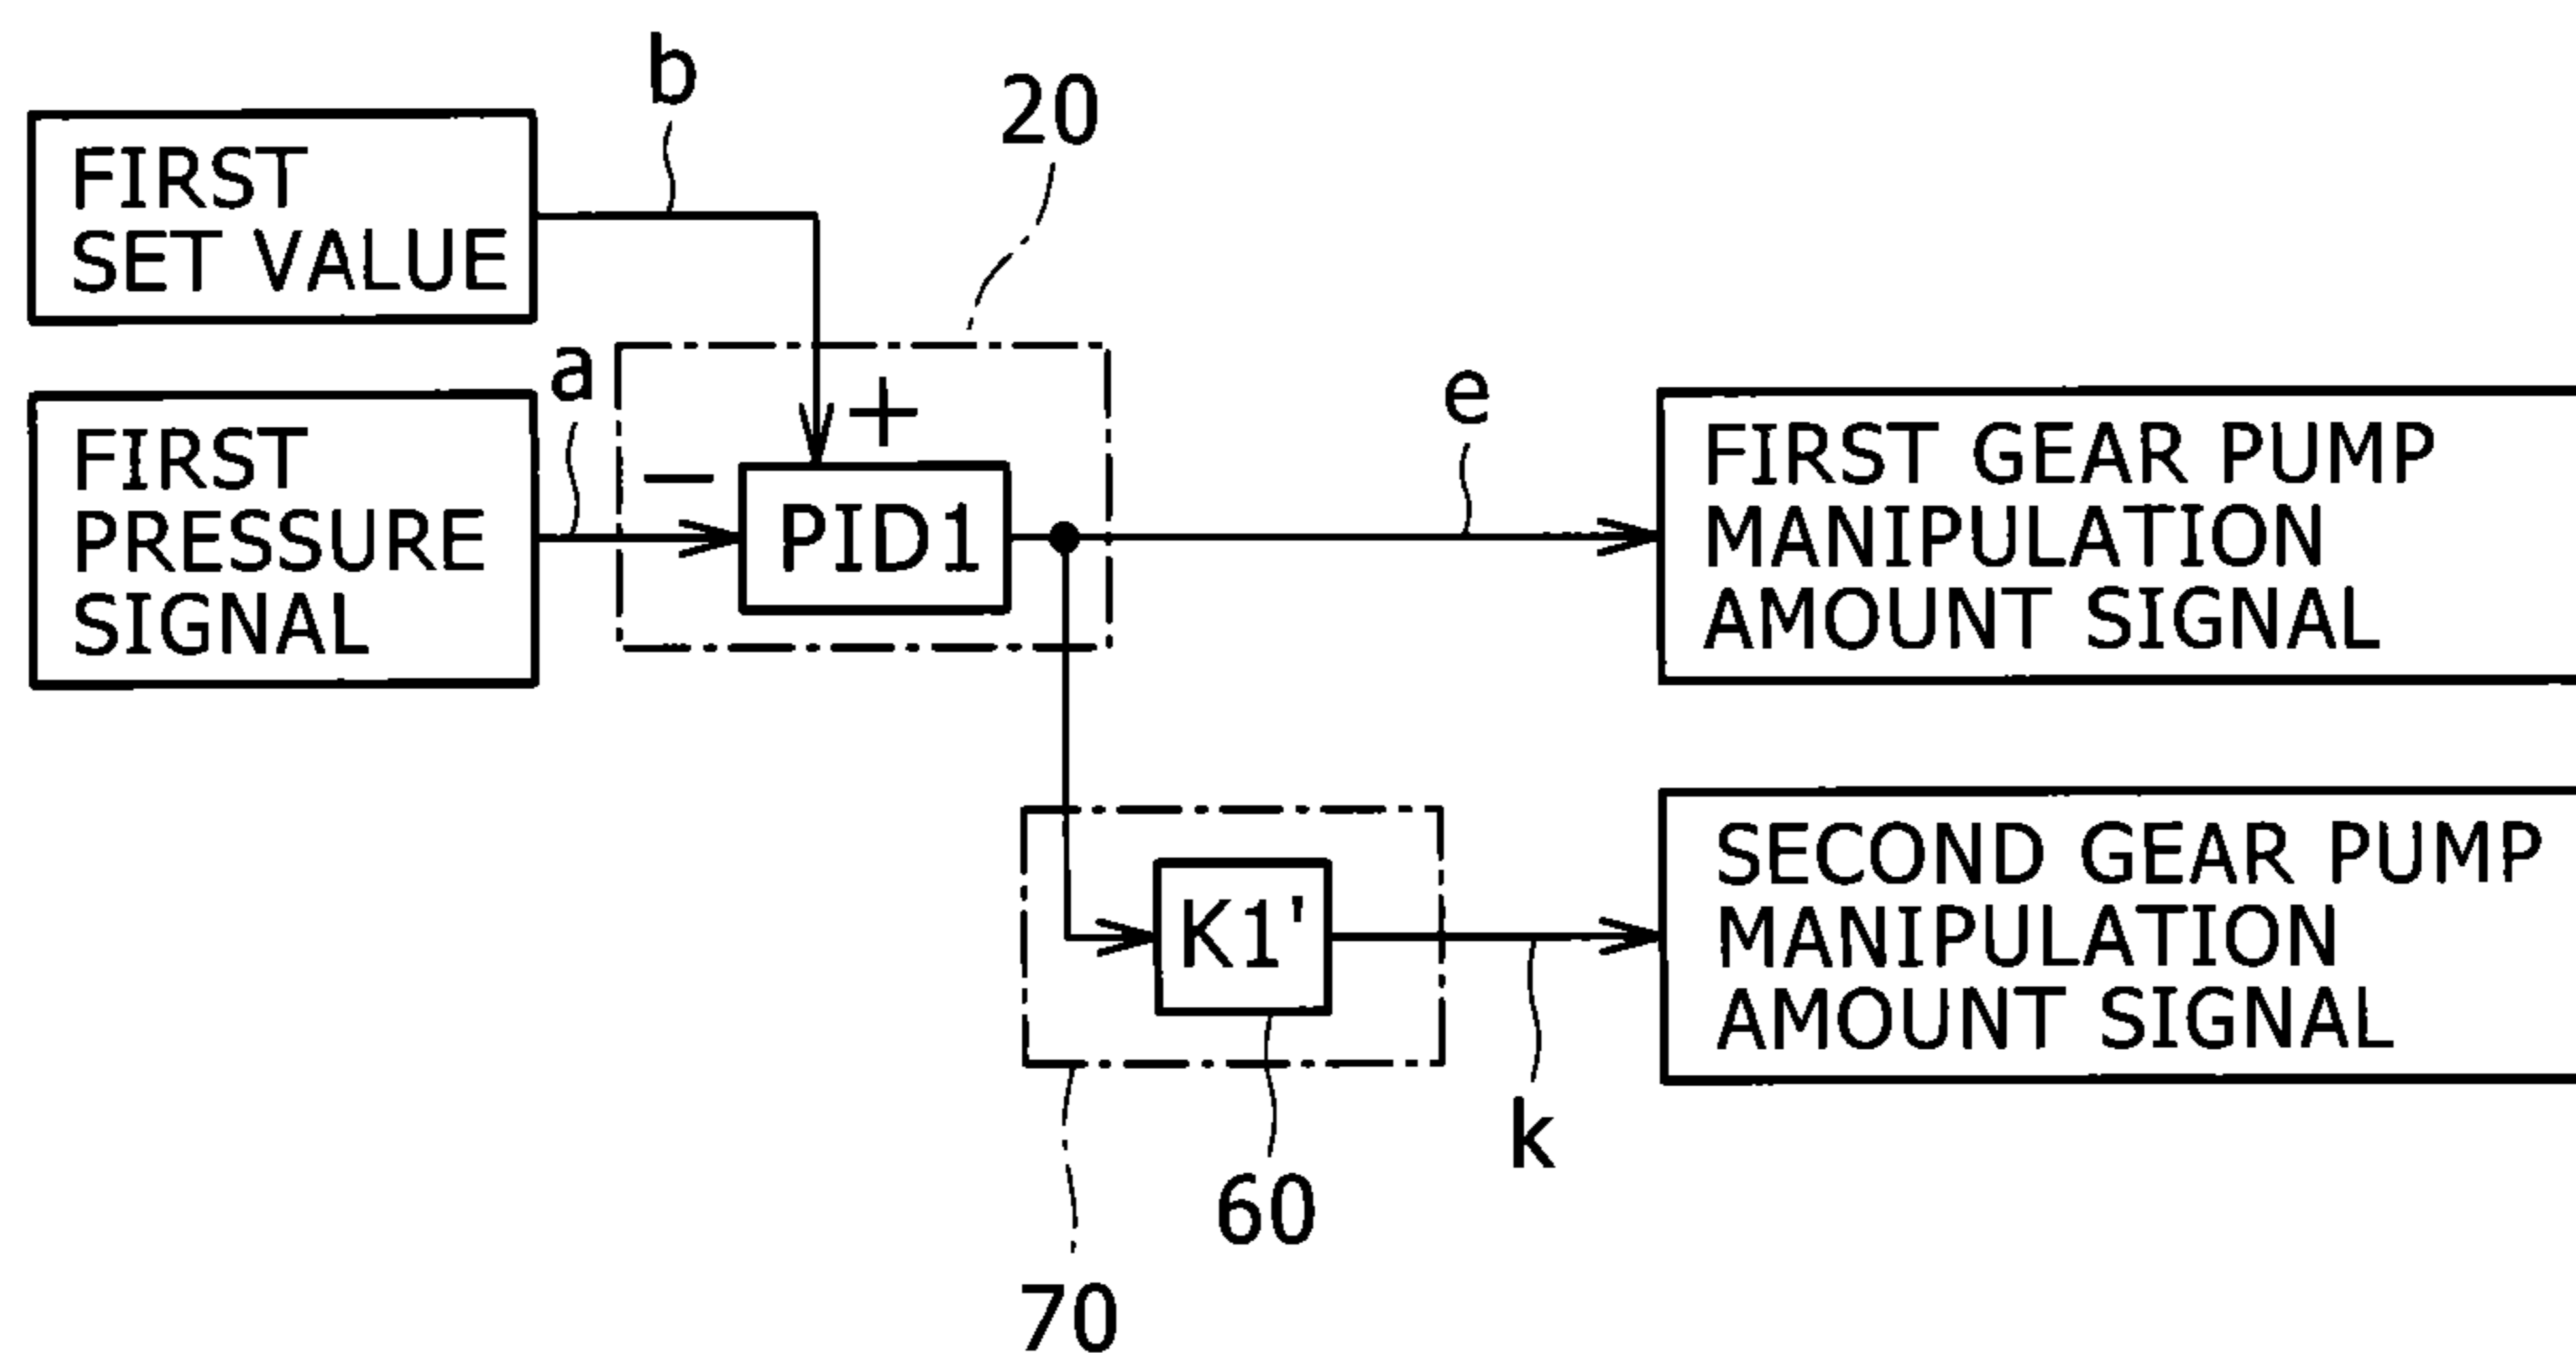 b
20
FIRST
SET VALUE
a
+
e
FIRST
PRESSURE
SIGNAL
−
PID1
FIRST GEAR PUMP
MANIPULATION
AMOUNT SIGNAL
K1'
SECOND GEAR PUMP
MANIPULATION
AMOUNT SIGNAL
k
60
70